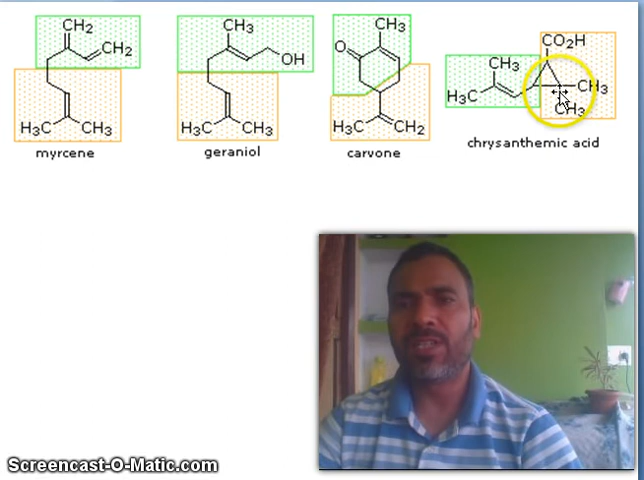 CH2
CH2
H3C CH3
myrcene
CH3
OH
H3C CH3
geraniol
CH3
O
H3C CH2
carvone
CO2H
CH3
H3C
CH3
CH3
chrysanthemic acid
Screencast-O-Matic.com